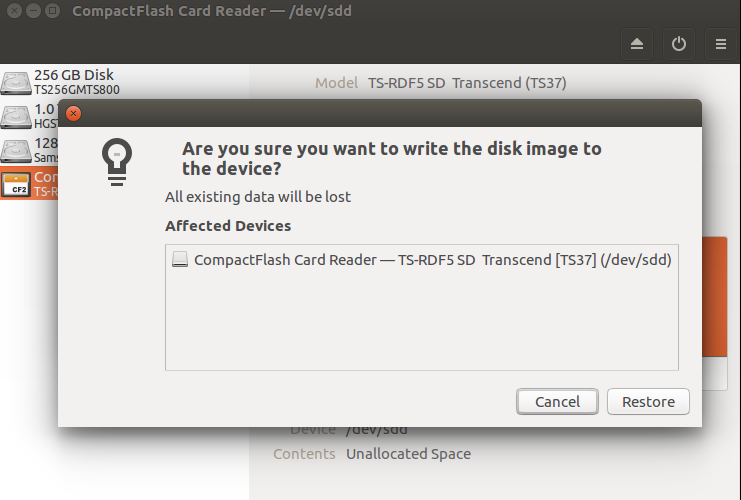 CompactFlash Card Reader — /dev/sdd
256 GB Disk
TS256GMTS800
Model TS-RDF5 SD  Transcend (TS37)
1.0
HGST
128
Sams
Com
TS-R
CF2
Are you sure you want to write the disk image to
the device?
All existing data will be lost
Affected Devices
CompactFlash Card Reader — TS-RDF5 SD  Transcend [TS37] (/dev/sdd)
Cancel
Restore
Device /dev/sdd
Contents Unallocated Space